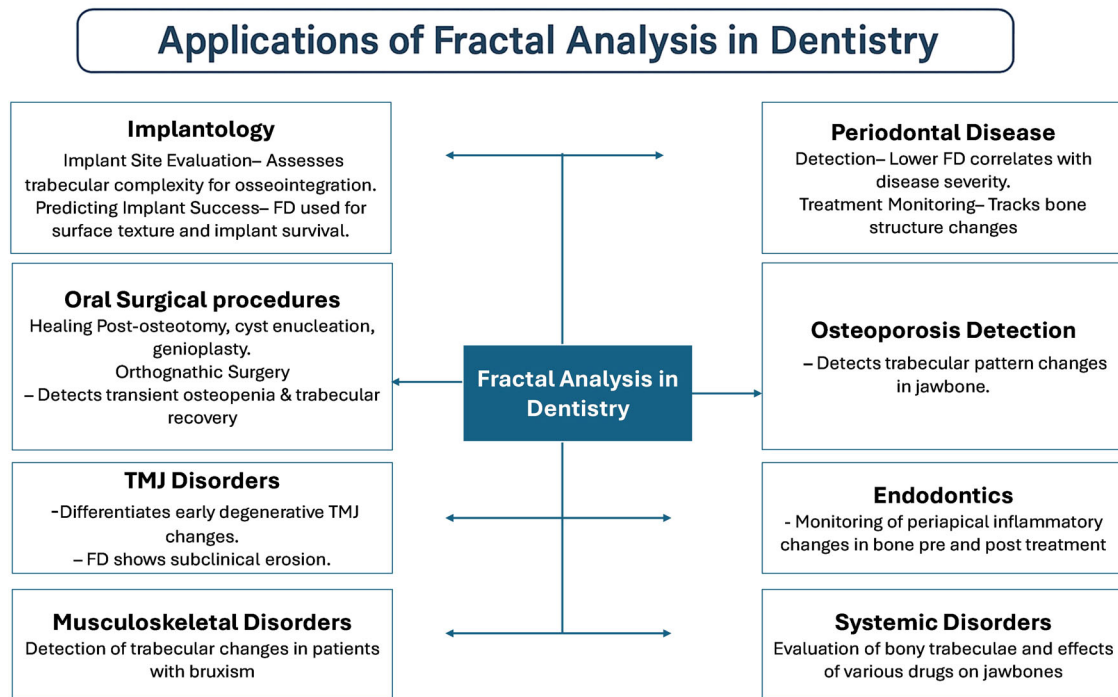 Applications of Fractal Analysis in Dentistry
Implantology
Implant Site Evaluation– Assesses
trabecular complexity for osseointegration.
Predicting Implant Success– FD used for
surface texture and implant survival.
Oral Surgical procedures
Healing Post-osteotomy, cyst enucleation,
genioplasty.
Orthognathic Surgery
– Detects transient osteopenia & trabecular
recovery
TMJ Disorders
-Differentiates early degenerative TMJ
changes.
– FD shows subclinical erosion.
Musculoskeletal Disorders
Detection of trabecular changes in patients
with bruxism
Fractal Analysis in
Dentistry
Periodontal Disease
Detection– Lower FD correlates with
disease severity.
Treatment Monitoring– Tracks bone
structure changes
Osteoporosis Detection
– Detects trabecular pattern changes
in jawbone.
Endodontics
- Monitoring of periapical inflammatory
changes in bone pre and post treatment
Systemic Disorders
Evaluation of bony trabeculae and effects
of various drugs on jawbones